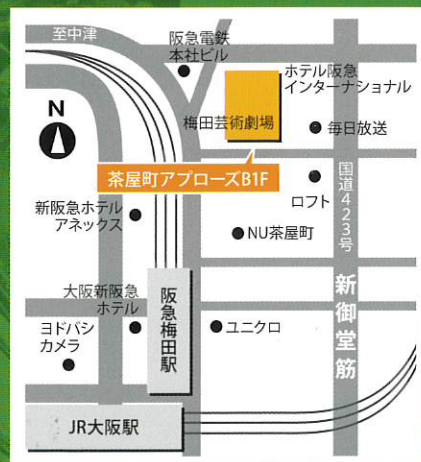 至中津
阪急電鉄
本社ビル
ホテル阪急
インターナショナル
梅田芸術劇場
毎日放送
N
茶屋町アプローズB1F
国道423号
ロフト
新阪急ホテル
アネックス
NU茶屋町
新御堂筋
大阪新阪急
ホテル
阪急梅田駅
ユニクロ
ヨドバシ
カメラ
JR大阪駅